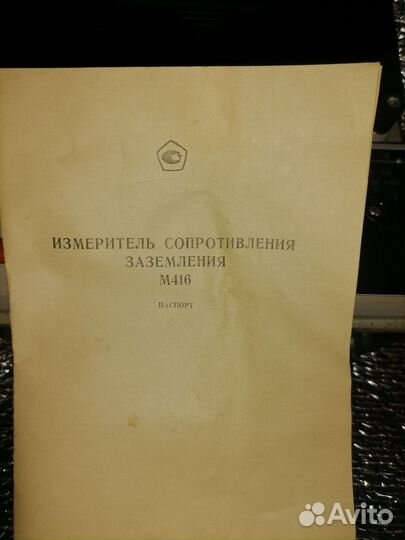 ИЗМЕРИТЕЛЬ СОПРОТИВЛЕНИЯ
ЗАЗЕМЛЕНИЯ
М416
ПАСПОРТ
Avito